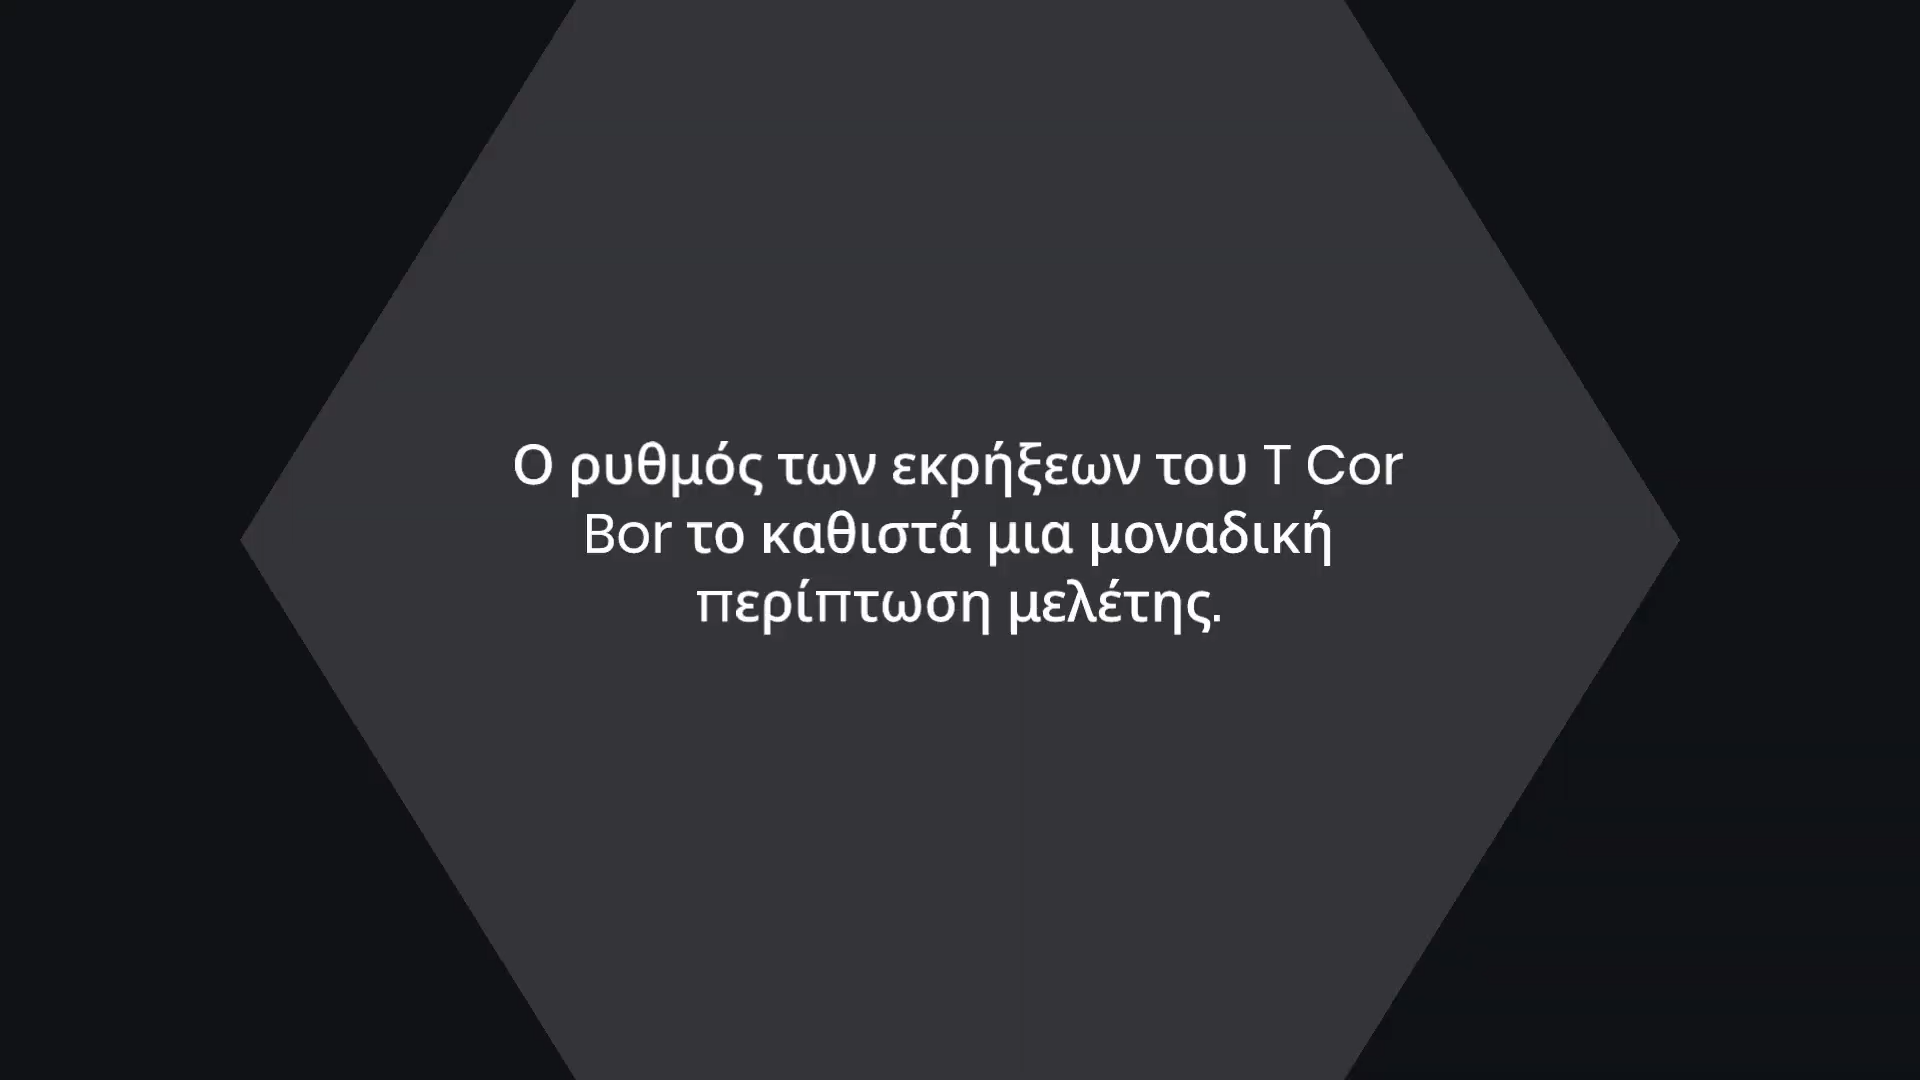 Ο ρυθμός των εκρήξεων του T Cor
Bor το καθιστά μια μοναδική
περίπτωση μελέτης.